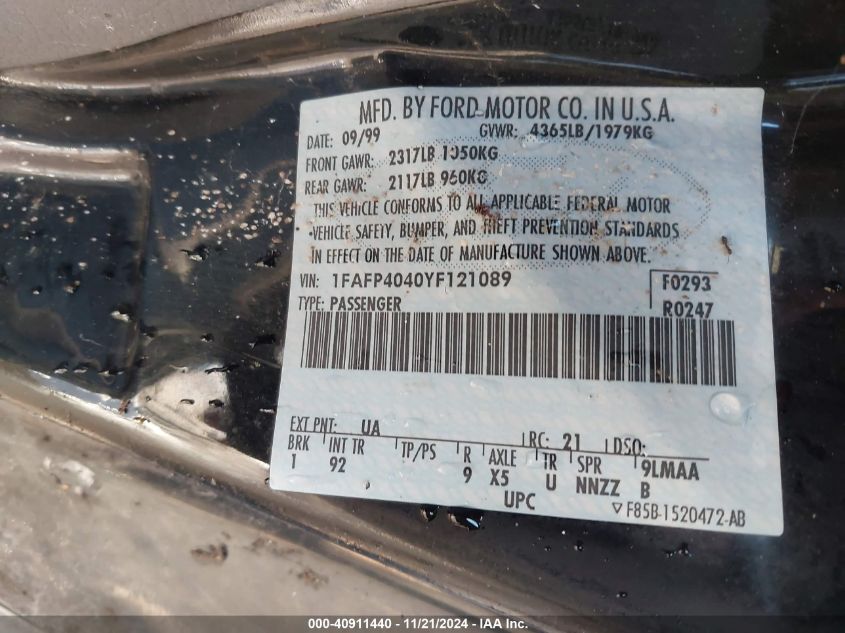 MFD. BY FORD MOTOR CO. IN U.S.A.
DATE: 09/99 GVWR: 4365LB/1979KG
FRONT GAWR: 2317LB 1050KG
REAR GAWR: 2117LB 960KG
THIS VEHICLE CONFORMS TO ALL APPLICABLE FEDERAL MOTOR
VEHICLE SAFETY, BUMPER, AND THEFT PREVENTION STANDARDS
IN EFFECT ON THE DATE OF MANUFACTURE SHOWN ABOVE.
VIN: 1FAFP4040YF121089 F0293
TYPE: PASSENGER R0247
EXT PNT: UA RC: 21 DSO:
BRK INT TR TP/PS R AXLE TR SPR 9LMAA
1 92 9 X5 U NNZZ B
UPC ▽F85B-1520472-AB
000-40911440 - 11/21/2024 - IAA Inc.